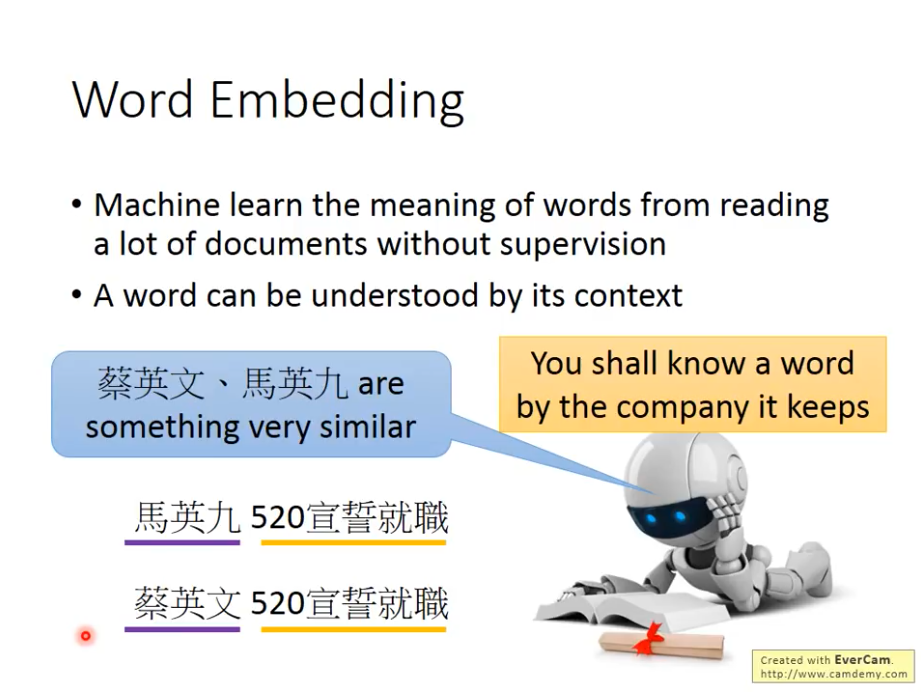 Word Embedding
• Machine learn the meaning of words from reading
a lot of documents without supervision
• A word can be understood by its context
蔡英文、馬英九 are
something very similar
You shall know a word
by the company it keeps
馬英九 520宣誓就職
蔡英文 520宣誓就職
Created with EverCam.
http://www.camdemy.com